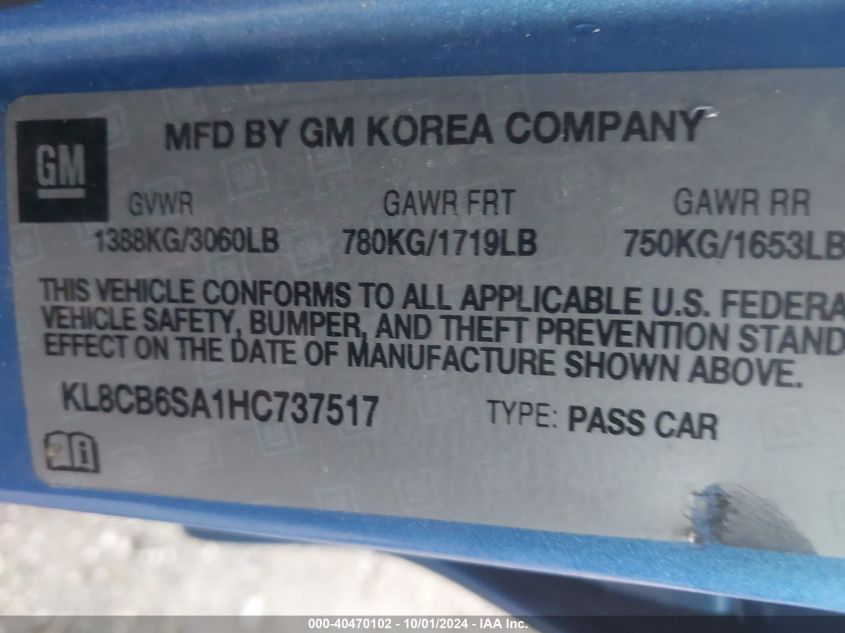 MFD BY GM KOREA COMPANY
GM
GVWR GAWR FRT GAWR RR
1388KG/3060LB 780KG/1719LB 750KG/1653LB
THIS VEHICLE CONFORMS TO ALL APPLICABLE U.S. FEDERA
VEHICLE SAFETY, BUMPER, AND THEFT PREVENTION STAND
EFFECT ON THE DATE OF MANUFACTURE SHOWN ABOVE.
KL8CB6SA1HC737517 TYPE: PASS CAR
000-40470102 - 10/01/2024 - IAA Inc.